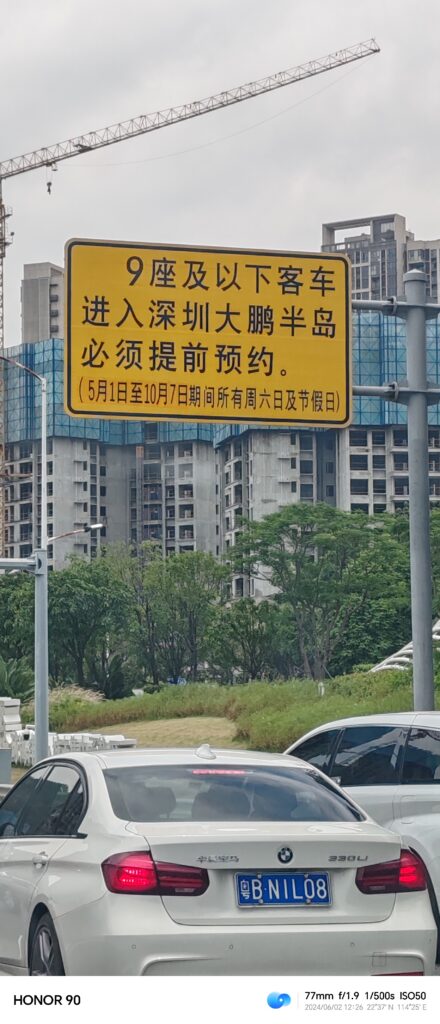 9座及以下客车
进入深圳大鹏半岛
必须提前预约。
(5月1日至10月7日期间所有周六日及节假日)
330Li
粤B·N1L08
HONOR 90
77mm f/1.9 1/500s ISO50
2024/06/02 12:26 22°37'N 114°25'E